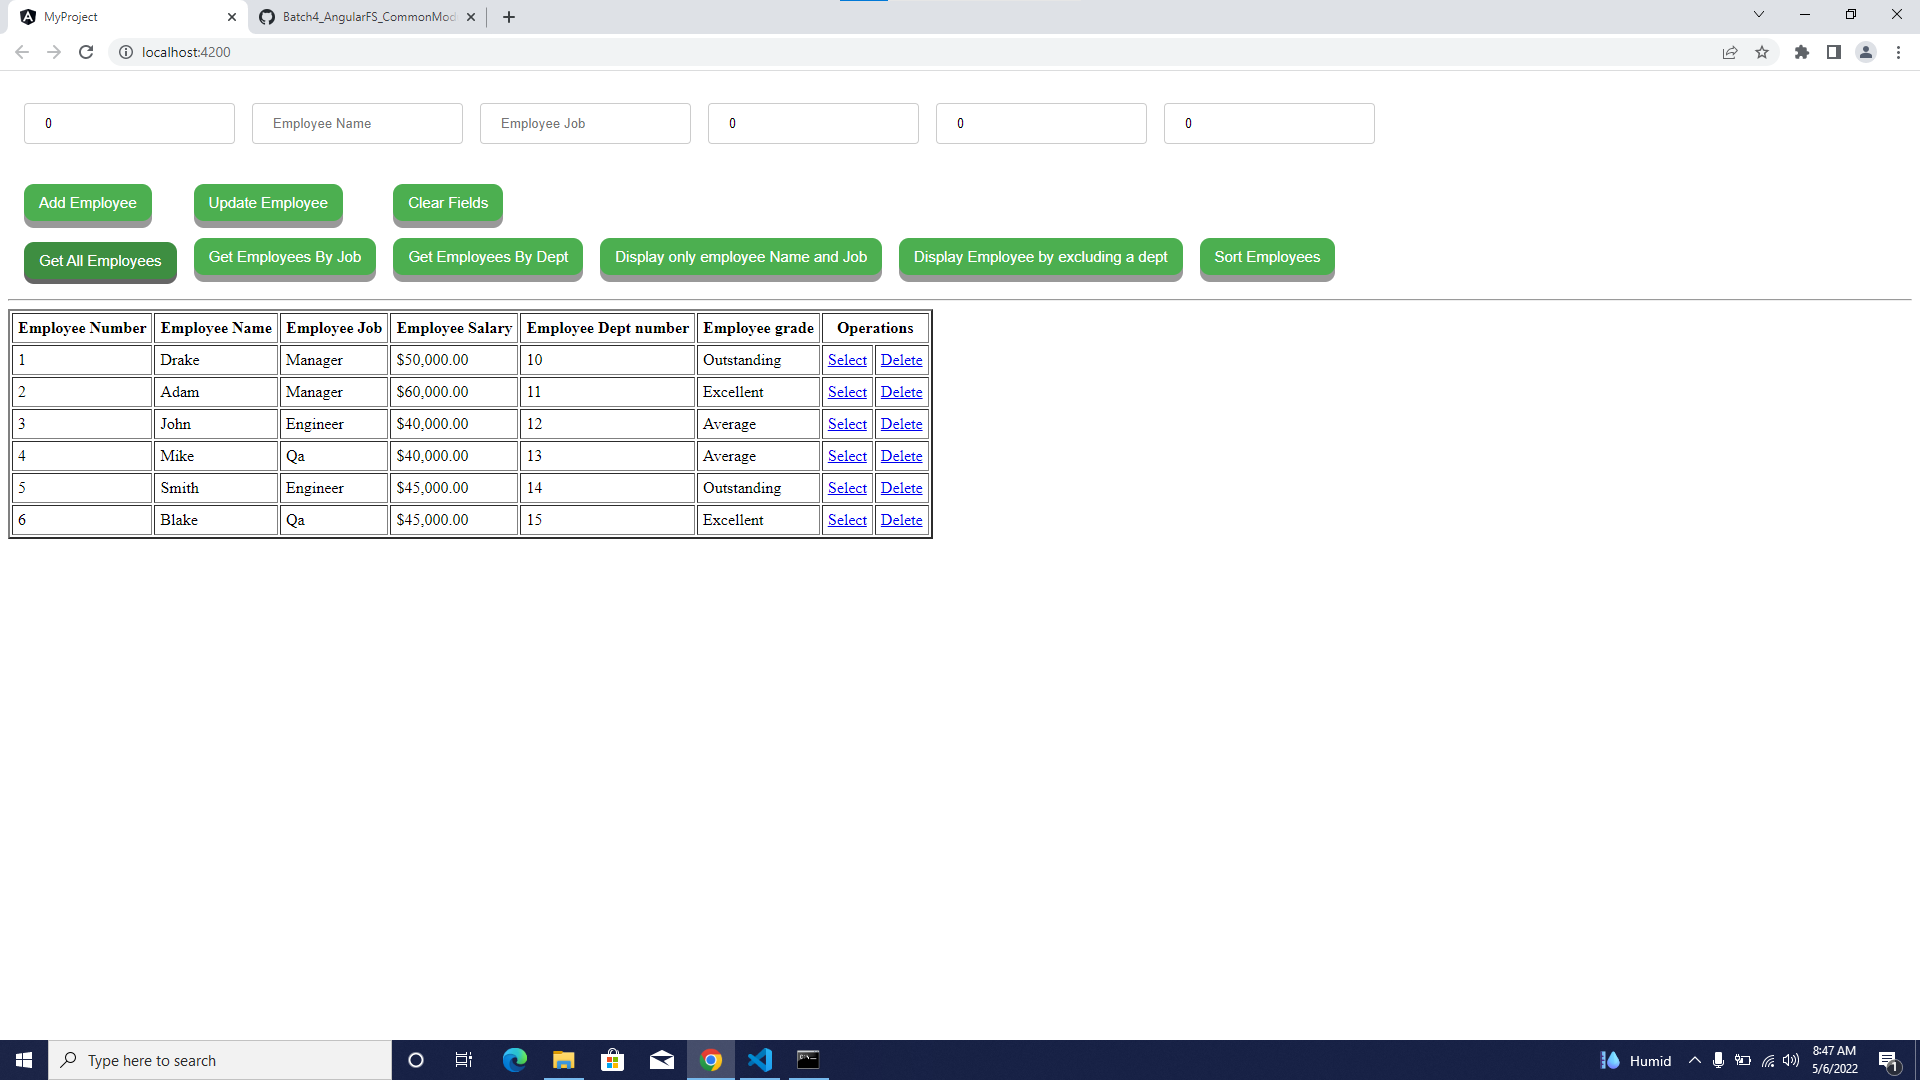 MyProject
Batch4_AngularFS_CommonMod
localhost:4200
0 Employee Name Employee Job 0 0 0
Add Employee Update Employee Clear Fields
Get All Employees Get Employees By Job Get Employees By Dept Display only employee Name and Job Display Employee by excluding a dept Sort Employees
Employee Number Employee Name Employee Job Employee Salary Employee Dept number Employee grade Operations
1 Drake Manager $50,000.00 10 Outstanding Select Delete
2 Adam Manager $60,000.00 11 Excellent Select Delete
3 John Engineer $40,000.00 12 Average Select Delete
4 Mike Qa $40,000.00 13 Average Select Delete
5 Smith Engineer $45,000.00 14 Outstanding Select Delete
6 Blake Qa $45,000.00 15 Excellent Select Delete
Type here to search
Humid
8:47 AM
5/6/2022
1